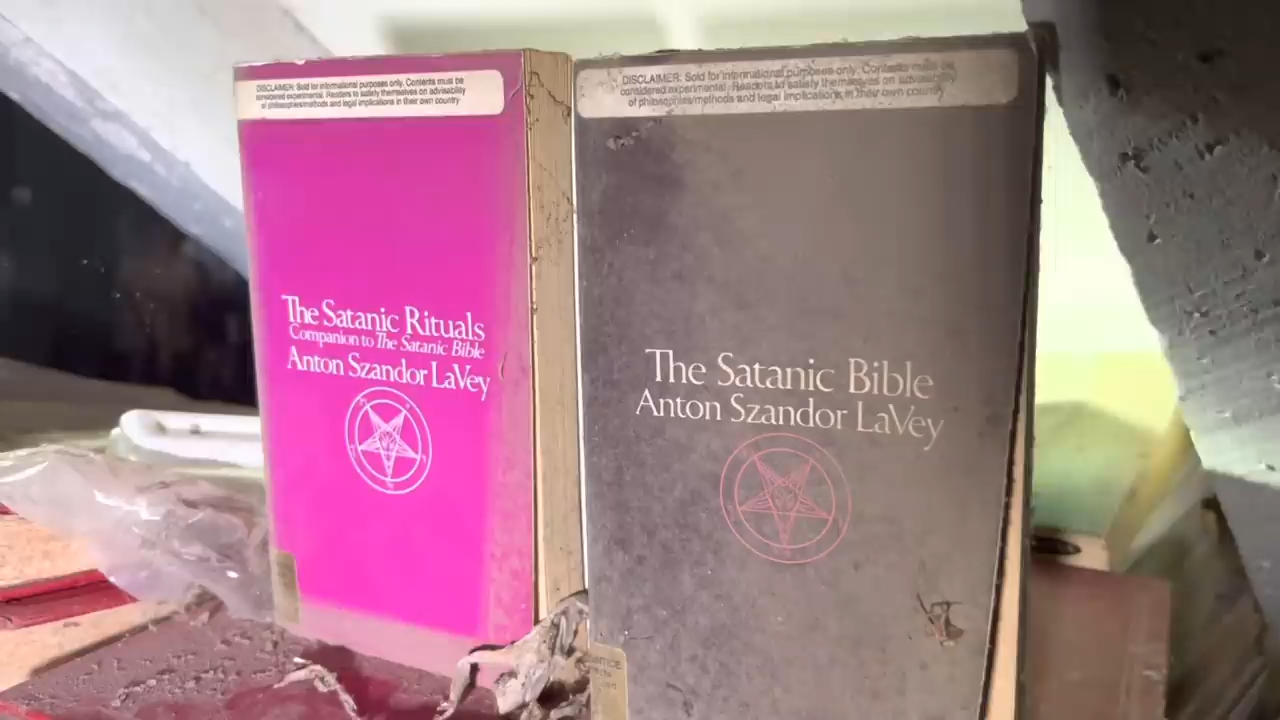 DISCLAIMER: Sold for informational purposes only. Contents must be
considered experimental. Readers to satisfy themselves on advisability
of philosophies/methods and legal implications in their own country
The Satanic Rituals
Companion to The Satanic Bible
Anton Szandor LaVey
DISCLAIMER: Sold for informational purposes only. Contents must be
considered experimental. Readers to satisfy themselves on advisability
of philosophies/methods and legal implications in their own country
The Satanic Bible
Anton Szandor LaVey